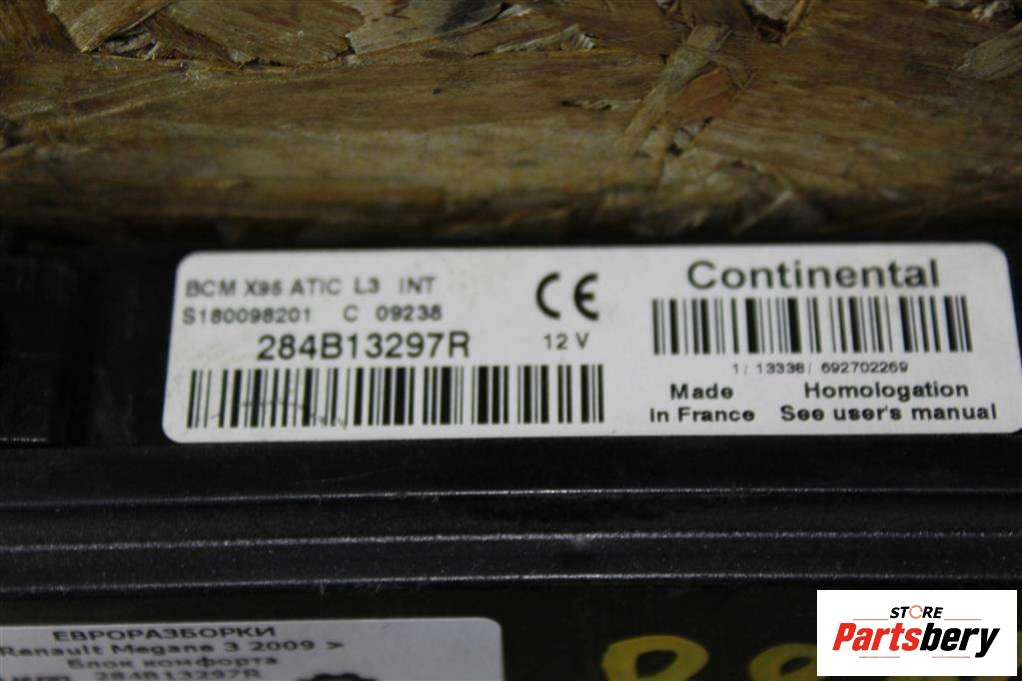 BCM X95 ATIC L3 INT
S180098201 C 09238
284B13297R 12 V
CE
Continental
1/ 13338/ 692702269
Made Homologation
in France See user's manual
ЕВРОРАЗБОРКИ
Renault Megane 3 2009 >
Блок комфорта
284B13297R
STORE
Partsbery